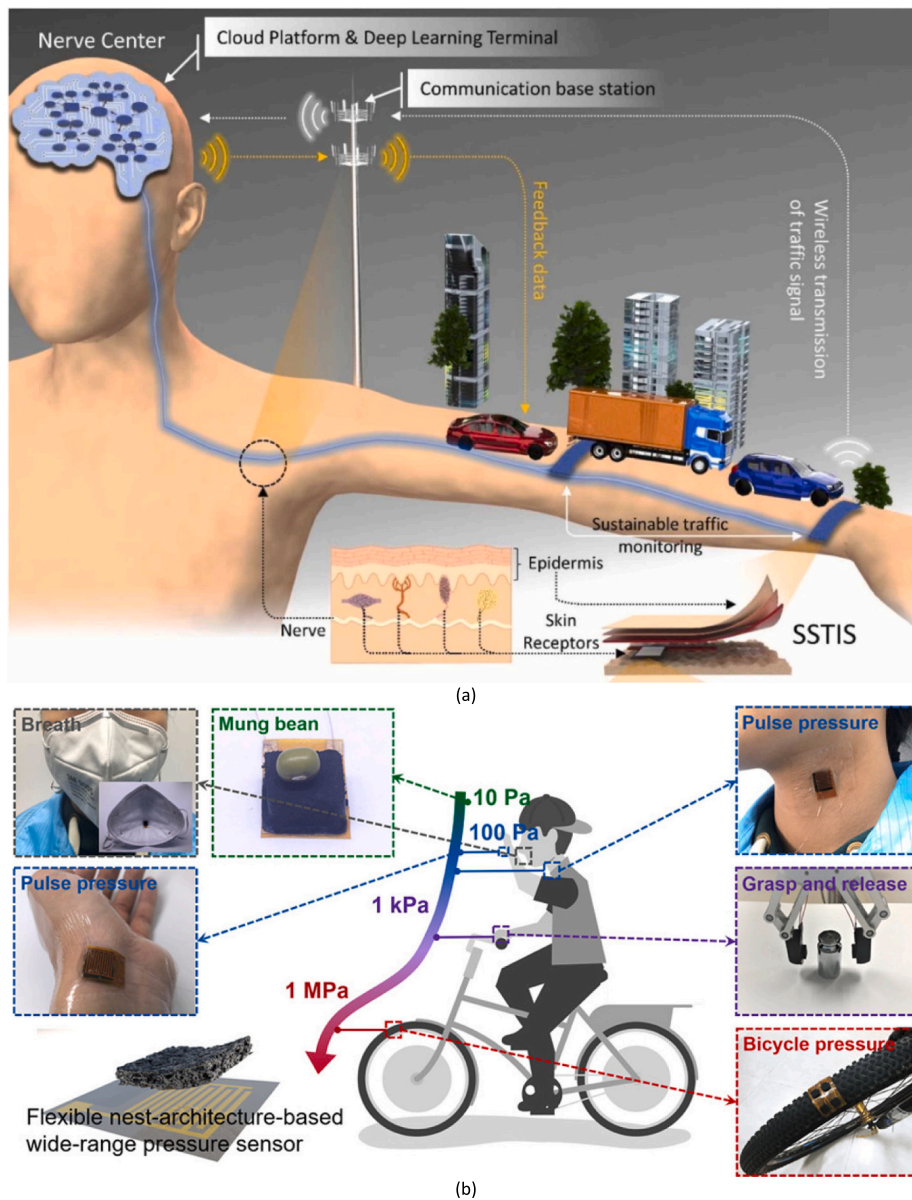 Nerve Center
Cloud Platform & Deep Learning Terminal
Communication base station
Feedback data
Wireless transmission
of traffic signal
Sustainable traffic
monitoring
Epidermis
Nerve
Skin
Receptors
SSTIS
(a)
Breath
Mung bean
Pulse pressure
10 Pa
100 Pa
Pulse pressure
1 kPa
Grasp and release
1 MPa
Bicycle pressure
Flexible nest-architecture-based
wide-range pressure sensor
(b)